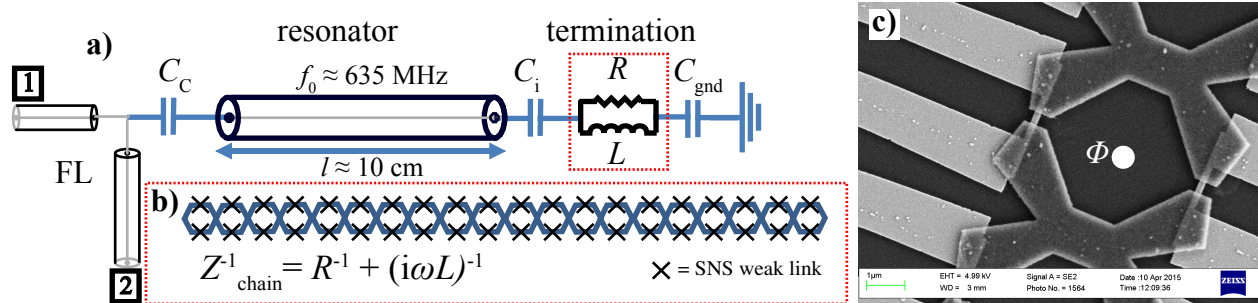 a)
resonator
termination
1
C_C
f_0 ≈ 635 MHz
C_i
R
C_gnd
L
FL
l ≈ 10 cm
2
b)
Z^-1_chain = R^-1 + (iωL)^-1
× = SNS weak link
c)
Φ
1µm
EHT = 4.99 kV
Signal A = SE2
Date :10 Apr 2015
WD = 3 mm
Photo No. = 1564
Time :12:09:36
ZEISS